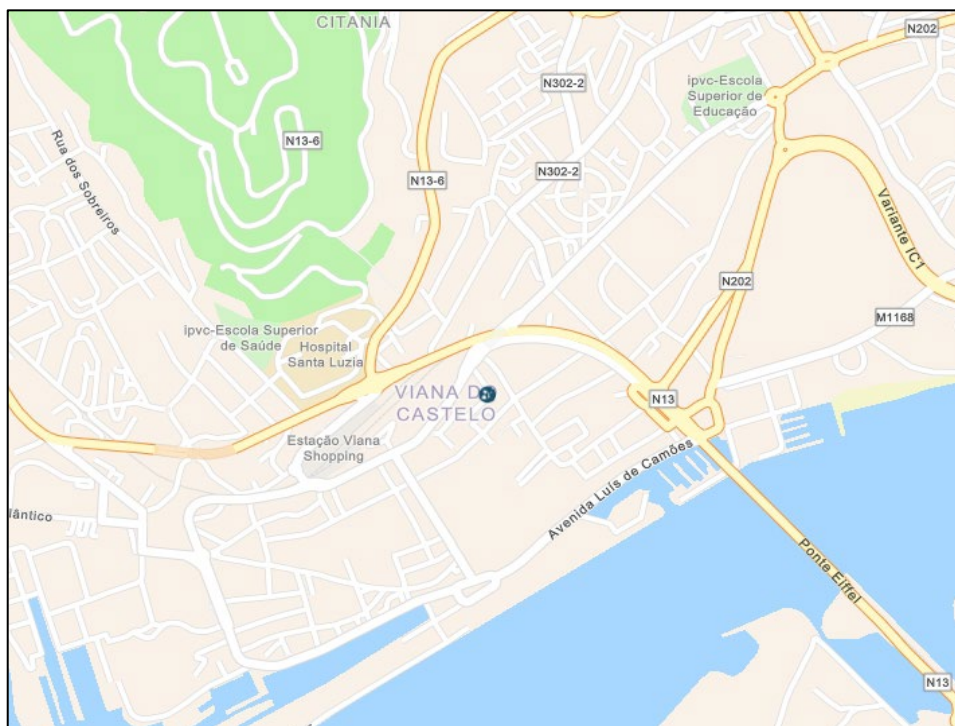 CITANIA
N202
N302-2
ipvc-Escola
Superior de
Educação
N13-6
Rua dos Sobreiros
N302-2
N13-6
Variante IC1
N202
M1168
ipvc-Escola Superior
de Saúde
Hospital
Santa Luzia
VIANA DO
CASTELO
N13
Estação Viana
Shopping
Avenida Luís de Camões
lântico
Ponte Eiffel
N13